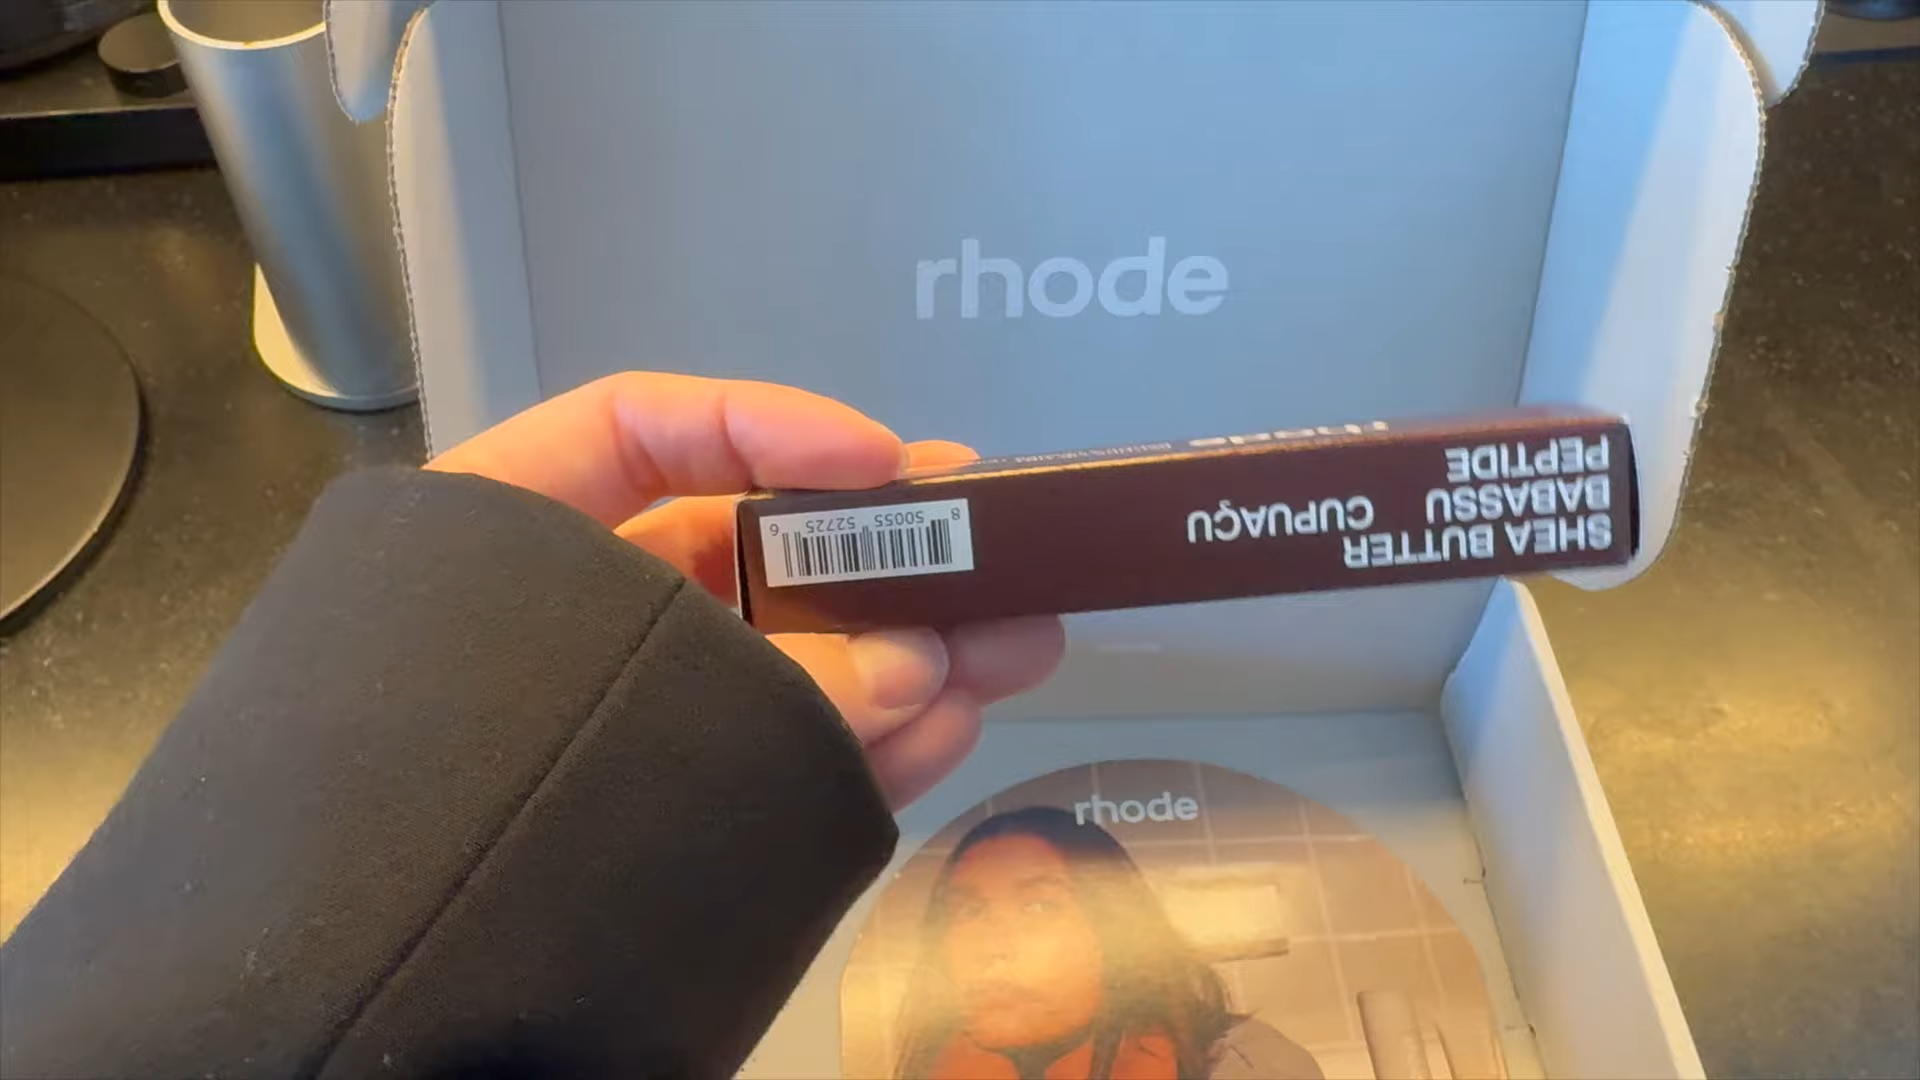 rhode
SHEA BUTTER
BABASSU CUPUAÇU
PEPTIDE
8 50055 52725 6
rhode